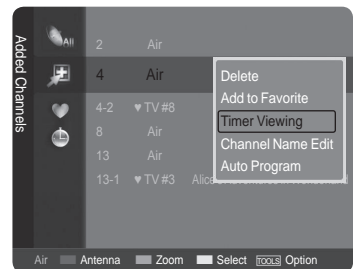 Added Channels
All
2 Air
4 Air
4-2 ♥ TV #8
8 Air
13 Air
13-1 ♥ TV #3 Alice
Delete
Add to Favorite
Timer Viewing
Channel Name Edit
Auto Program
Air Antenna Zoom Select TOOLS Option